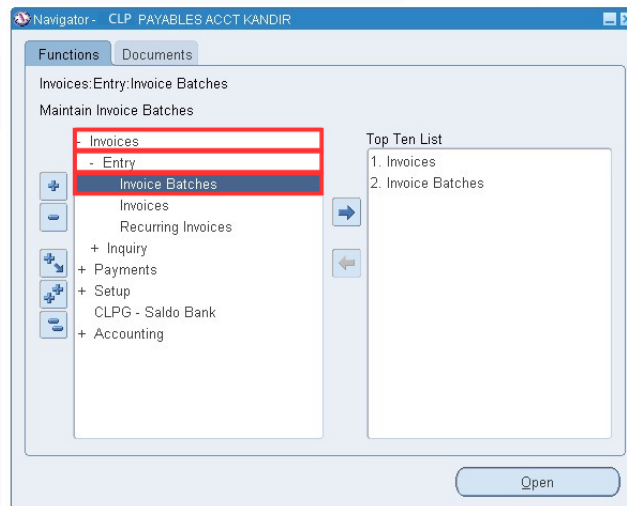 Navigator - CLP PAYABLES ACCT KANDIR
Functions
Documents
Invoices:Entry:Invoice Batches
Maintain Invoice Batches
- Invoices
- Entry
Invoice Batches
Invoices
Recurring Invoices
+ Inquiry
+ Payments
+ Setup
CLPG - Saldo Bank
+ Accounting
Top Ten List
1. Invoices
2. Invoice Batches
Open